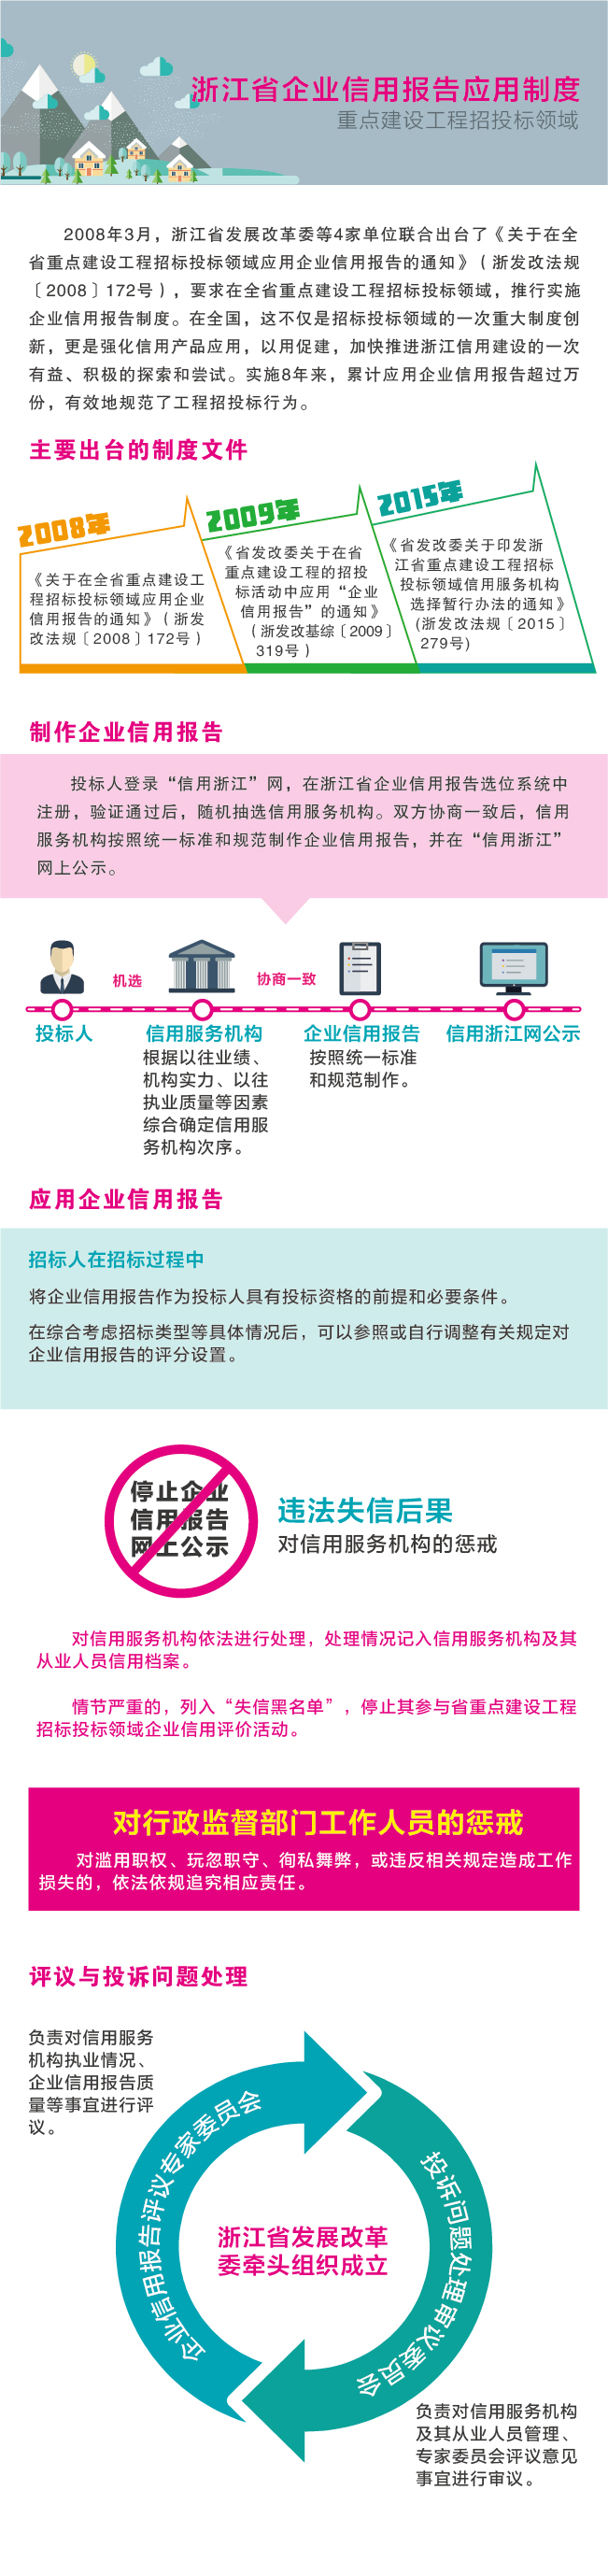 浙江省企业信用报告应用制度
重点建设工程招投标领域
2008年3月，浙江省发展改革委等4家单位联合出台了《关于在全
省重点建设工程招标投标领域应用企业信用报告的通知》（浙发改法规
〔2008〕172号），要求在全省重点建设工程招标投标领域，推行实施
企业信用报告制度。在全国，这不仅是招标投标领域的一次重大制度创
新，更是强化信用产品应用，以用促建，加快推进浙江信用建设的一次
有益、积极的探索和尝试。实施8年来，累计应用企业信用报告超过万
份，有效地规范了工程招投标行为。
主要出台的制度文件
2008年
《关于在全省重点建设工
程招标投标领域应用企业
信用报告的通知》（浙发
改法规〔2008〕172号）
2009年
《省发改委关于在省
重点建设工程的招投
标活动中应用“企业
信用报告”的通知》
（浙发改基综〔2009〕
319号）
2015年
《省发改委关于印发浙
江省重点建设工程招标
投标领域信用服务机构
选择暂行办法的通知》
(浙发改法规〔2015〕
279号)
制作企业信用报告
投标人登录“信用浙江”网，在浙江省企业信用报告选位系统中
注册，验证通过后，随机抽选信用服务机构。双方协商一致后，信用
服务机构按照统一标准和规范制作企业信用报告，并在“信用浙江”
网上公示。
机选
协商一致
投标人
信用服务机构
根据以往业绩、
机构实力、以往
执业质量等因素
综合确定信用服
务机构次序。
企业信用报告
按照统一标准
和规范制作。
信用浙江网公示
应用企业信用报告
招标人在招标过程中
将企业信用报告作为投标人具有投标资格的前提和必要条件。
在综合考虑招标类型等具体情况后，可以参照或自行调整有关规定对
企业信用报告的评分设置。
停止企业
信用报告
网上公示
违法失信后果
对信用服务机构的惩戒
对信用服务机构依法进行处理，处理情况记入信用服务机构及其
从业人员信用档案。
情节严重的，列入“失信黑名单”，停止其参与省重点建设工程
招标投标领域企业信用评价活动。
对行政监督部门工作人员的惩戒
对滥用职权、玩忽职守、徇私舞弊，或违反相关规定造成工作
损失的，依法依规追究相应责任。
评议与投诉问题处理
负责对信用服务
机构执业情况、
企业信用报告质
量等事宜进行评
议。
企业信用报告评议专家委员会
投诉问题处理审议委员会
浙江省发展改革
委牵头组织成立
负责对信用服务机构
及其从业人员管理、
专家委员会评议意见
事宜进行审议。